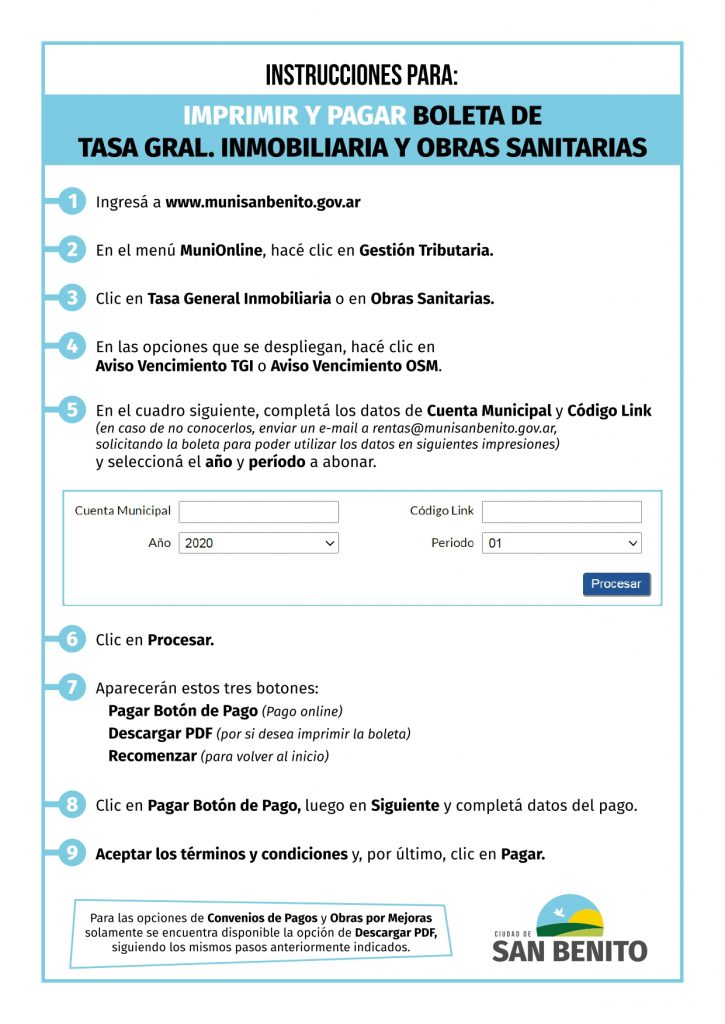 INSTRUCCIONES PARA:
IMPRIMIR Y PAGAR BOLETA DE
TASA GRAL. INMOBILIARIA Y OBRAS SANITARIAS
1 Ingresá a www.munisanbenito.gov.ar
2 En el menú MuniOnline, hacé clic en Gestión Tributaria.
3 Clic en Tasa General Inmobiliaria o en Obras Sanitarias.
4 En las opciones que se despliegan, hacé clic en
Aviso Vencimiento TGI o Aviso Vencimiento OSM.
5 En el cuadro siguiente, completá los datos de Cuenta Municipal y Código Link
(en caso de no conocerlos, enviar un e-mail a rentas@munisanbenito.gov.ar,
solicitando la boleta para poder utilizar los datos en siguientes impresiones)
y seleccioná el año y período a abonar.
Cuenta Municipal Código Link
Año 2020 Periodo 01
Procesar
6 Clic en Procesar.
7 Aparecerán estos tres botones:
Pagar Botón de Pago (Pago online)
Descargar PDF (por si desea imprimir la boleta)
Recomenzar (para volver al inicio)
8 Clic en Pagar Botón de Pago, luego en Siguiente y completá datos del pago.
9 Aceptar los términos y condiciones y, por último, clic en Pagar.
Para las opciones de Convenios de Pagos y Obras por Mejoras
solamente se encuentra disponible la opción de Descargar PDF,
siguiendo los mismos pasos anteriormente indicados.
CIUDAD DE
SAN BENITO